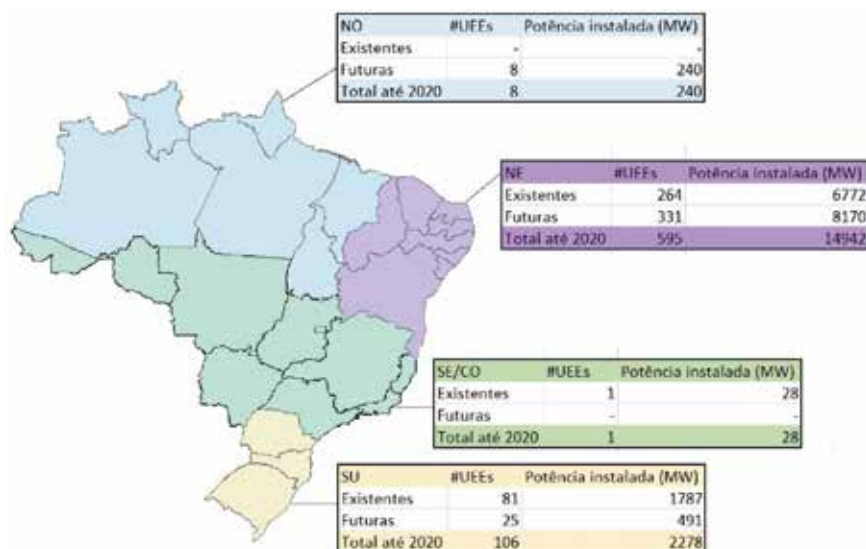 NO #UEEs Potência instalada (MW)
Existentes - -
Futuras 8 240
Total até 2020 8 240
NE #UEEs Potência instalada (MW)
Existentes 264 6772
Futuras 331 8170
Total até 2020 595 14942
SE/CO #UEEs Potência instalada (MW)
Existentes 1 28
Futuras - -
Total até 2020 1 28
SU #UEEs Potência instalada (MW)
Existentes 81 1787
Futuras 25 491
Total até 2020 106 2278